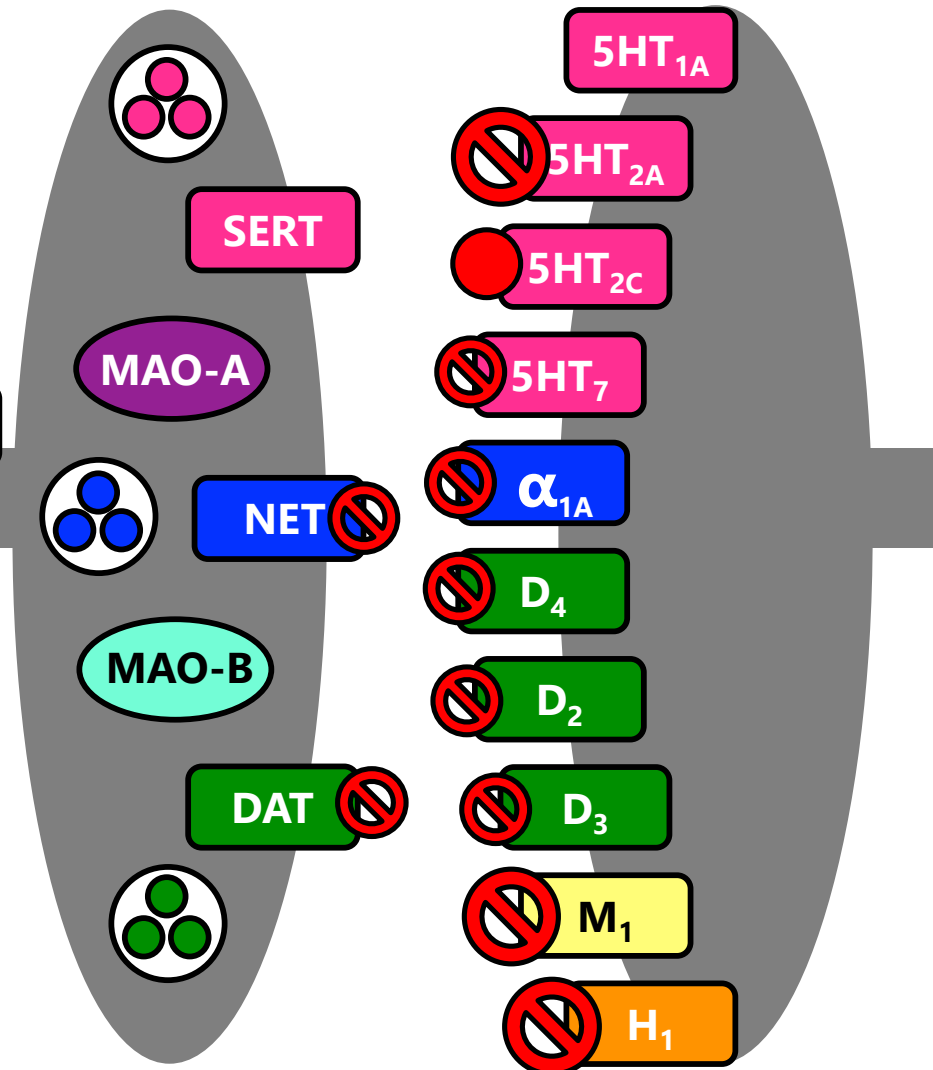 SERT
MAO-A
NET
MAO-B
DAT
5HT1A
5HT2A
5HT2C
5HT7
α1A
D4
D2
D3
M1
H1